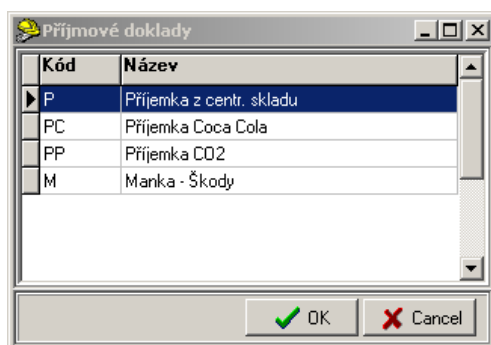 Příjmové doklady
Kód Název
P Příjemka z centr. skladu
PC Příjemka Coca Cola
PP Příjemka CO2
M Manka - Škody
OK Cancel